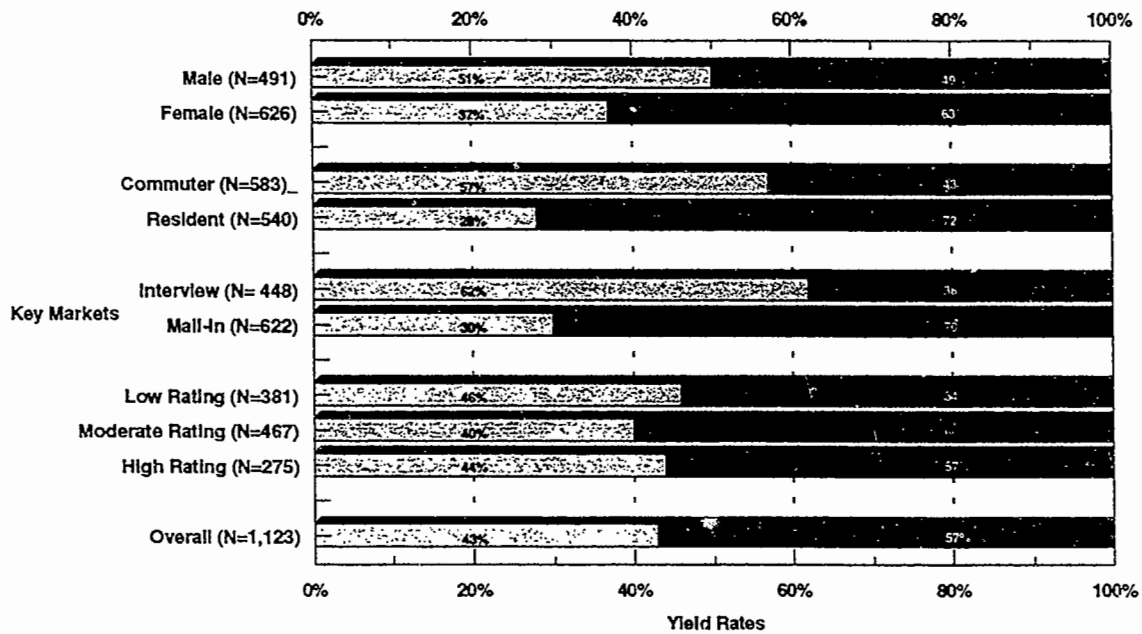 0% 20% 40% 60% 80% 100%
Male (N=491) 51% 49
Female (N=626) 37% 63
Commuter (N=583)_ 57% 43
Resident (N=540) 28% 72
Interview (N= 448) 62% 38
Key Markets
Mail-In (N=622) 30% 70
Low Rating (N=381) 46% 54
Moderate Rating (N=467) 40%
High Rating (N=275) 44% 57
Overall (N=1,123) 43% 57%
0% 20% 40% 60% 80% 100%
Yield Rates